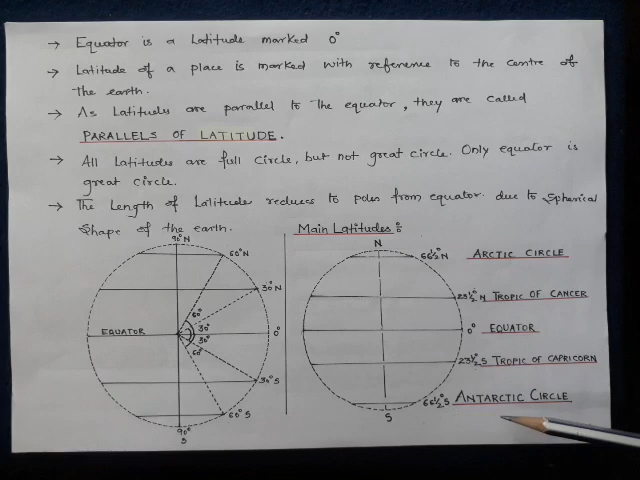 → Equator is a Latitude marked 0°
→ Latitude of a place is marked with reference to the centre of
the earth.
→ As Latitudes are parallel to the equator, they are called
PARALLELS OF LATITUDE.
→ All Latitudes are full circle, but not great circle. Only equator is
great circle.
→ The Length of Latitude reduces to poles from equator due to Spherical
Shape of the earth.
90°N
60°N
30°N
60°
30°
EQUATOR
0°
30°
60°
30°S
60°S
90°
S
Main Latitudes :
N
66½°N ARCTIC CIRCLE
23½°N TROPIC OF CANCER
0° EQUATOR
23½°S TROPIC OF CAPRICORN
66½°S ANTARCTIC CIRCLE
S